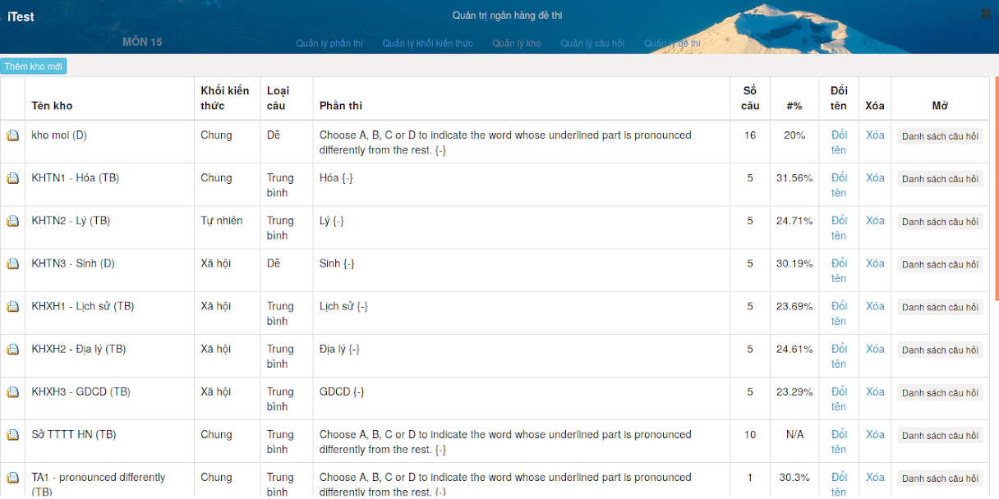 iTest
Quản trị ngân hàng đề thi
MÔN 15
Quản lý phần thi Quản lý khối kiến thức Quản lý kho Quản lý câu hỏi Quản lý đề thi
Thêm kho mới
Tên kho Khối kiến thức Loại câu Phần thi Số câu #% Đổi tên Xóa Mở
kho moi (D) Chung Dễ Choose A, B, C or D to indicate the word whose underlined part is pronounced 16 20% Đổi tên Xóa Danh sách câu hỏi
differently from the rest. {-}
KHTN1 - Hóa (TB) Chung Trung bình Hóa {-} 5 31.56% Đổi tên Xóa Danh sách câu hỏi
KHTN2 - Lý (TB) Tự nhiên Trung bình Lý {-} 5 24.71% Đổi tên Xóa Danh sách câu hỏi
KHTN3 - Sinh (D) Xã hội Dễ Sinh {-} 5 30.19% Đổi tên Xóa Danh sách câu hỏi
KHXH1 - Lịch sử (TB) Xã hội Trung bình Lịch sử {-} 5 23.69% Đổi tên Xóa Danh sách câu hỏi
KHXH2 - Địa lý (TB) Xã hội Trung bình Địa lý {-} 5 24.61% Đổi tên Xóa Danh sách câu hỏi
KHXH3 - GDCD (TB) Xã hội Trung bình GDCD {-} 5 23.29% Đổi tên Xóa Danh sách câu hỏi
Sở TTTT HN (TB) Chung Trung bình Choose A, B, C or D to indicate the word whose underlined part is pronounced 10 N/A Đổi tên Xóa Danh sách câu hỏi
differently from the rest. {-}
TA1 - pronounced differently Chung Trung bình Choose A, B, C or D to indicate the word whose underlined part is pronounced 1 30.3% Đổi tên Xóa Danh sách câu hỏi
(TB) differently from the rest. {-}